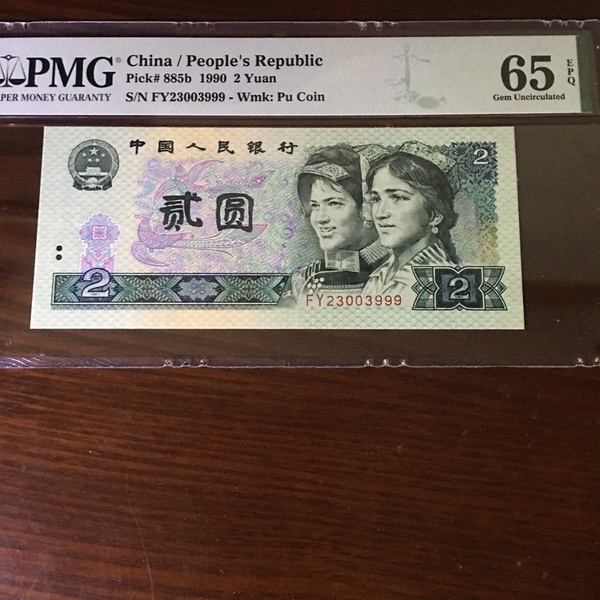 PMG
PAPER MONEY GUARANTY
China / People's Republic
Pick# 885b 1990 2 Yuan
S/N FY23003999 - Wmk: Pu Coin
65 EPQ
Gem Uncirculated
中国人民银行
2
贰圆
FY23003999
2
2